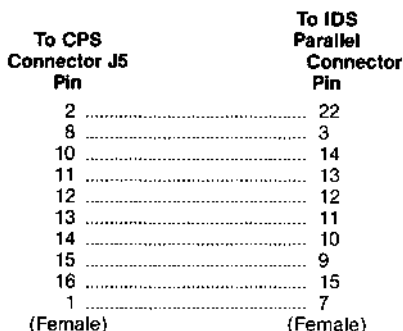 To CPS
Connector J5
Pin
To IDS
Parallel
Connector
Pin
2 ........................................ 22
8 ........................................ 3
10 ........................................ 14
11 ........................................ 13
12 ........................................ 12
13 ........................................ 11
14 ........................................ 10
15 ........................................ 9
16 ........................................ 15
1 ........................................ 7
(Female) (Female)